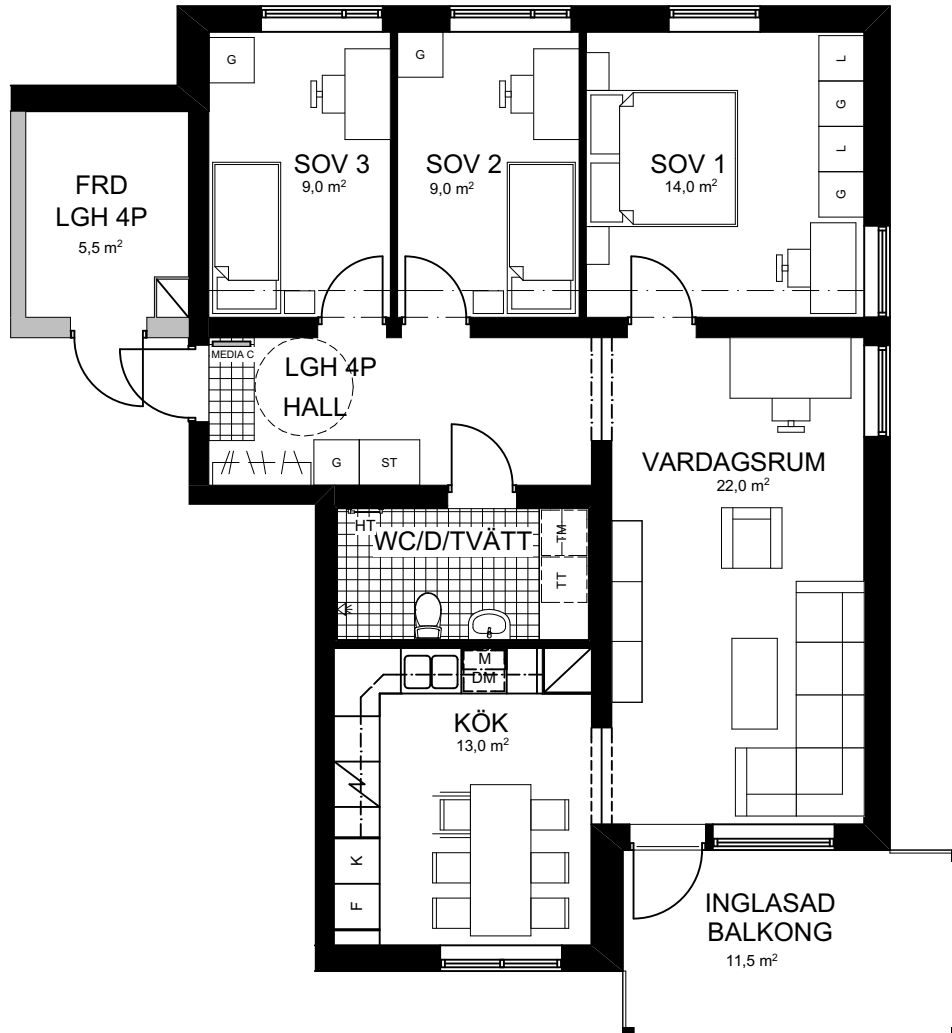 G
G
L
G
L
G
SOV 3
9,0 m²
SOV 2
9,0 m²
SOV 1
14,0 m²
FRD
LGH 4P
5,5 m²
MEDIA C
LGH 4P
HALL
G
ST
VARDAGSRUM
22,0 m²
HT
WC/D/TVÄTT
TM
TT
M
DM
KÖK
13,0 m²
K
F
INGLASAD
BALKONG
11,5 m²